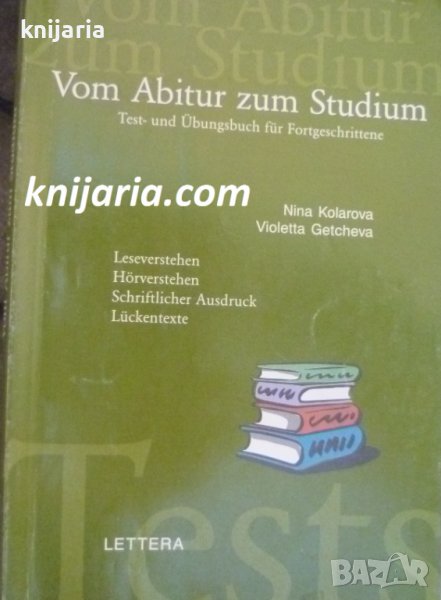 knijaria
Vom Abitur
zum Studium
Vom Abitur zum Studium
Test- und Übungsbuch für Fortgeschrittene
knijaria.com
Nina Kolarova
Violetta Getcheva
Leseverstehen
Hörverstehen
Schriftlicher Ausdruck
Lückentexte
Tests
LETTERA
BAZAR